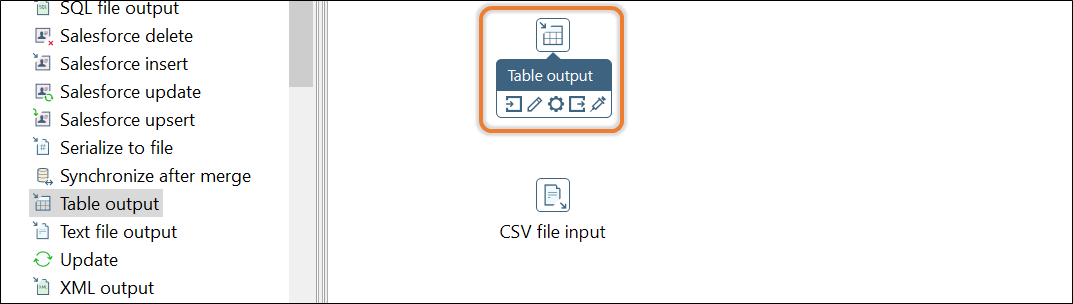 SQL file output
Salesforce delete
Salesforce insert
Salesforce update
Salesforce upsert
Serialize to file
Synchronize after merge
Table output
Text file output
Update
XML output
Table output
CSV file input